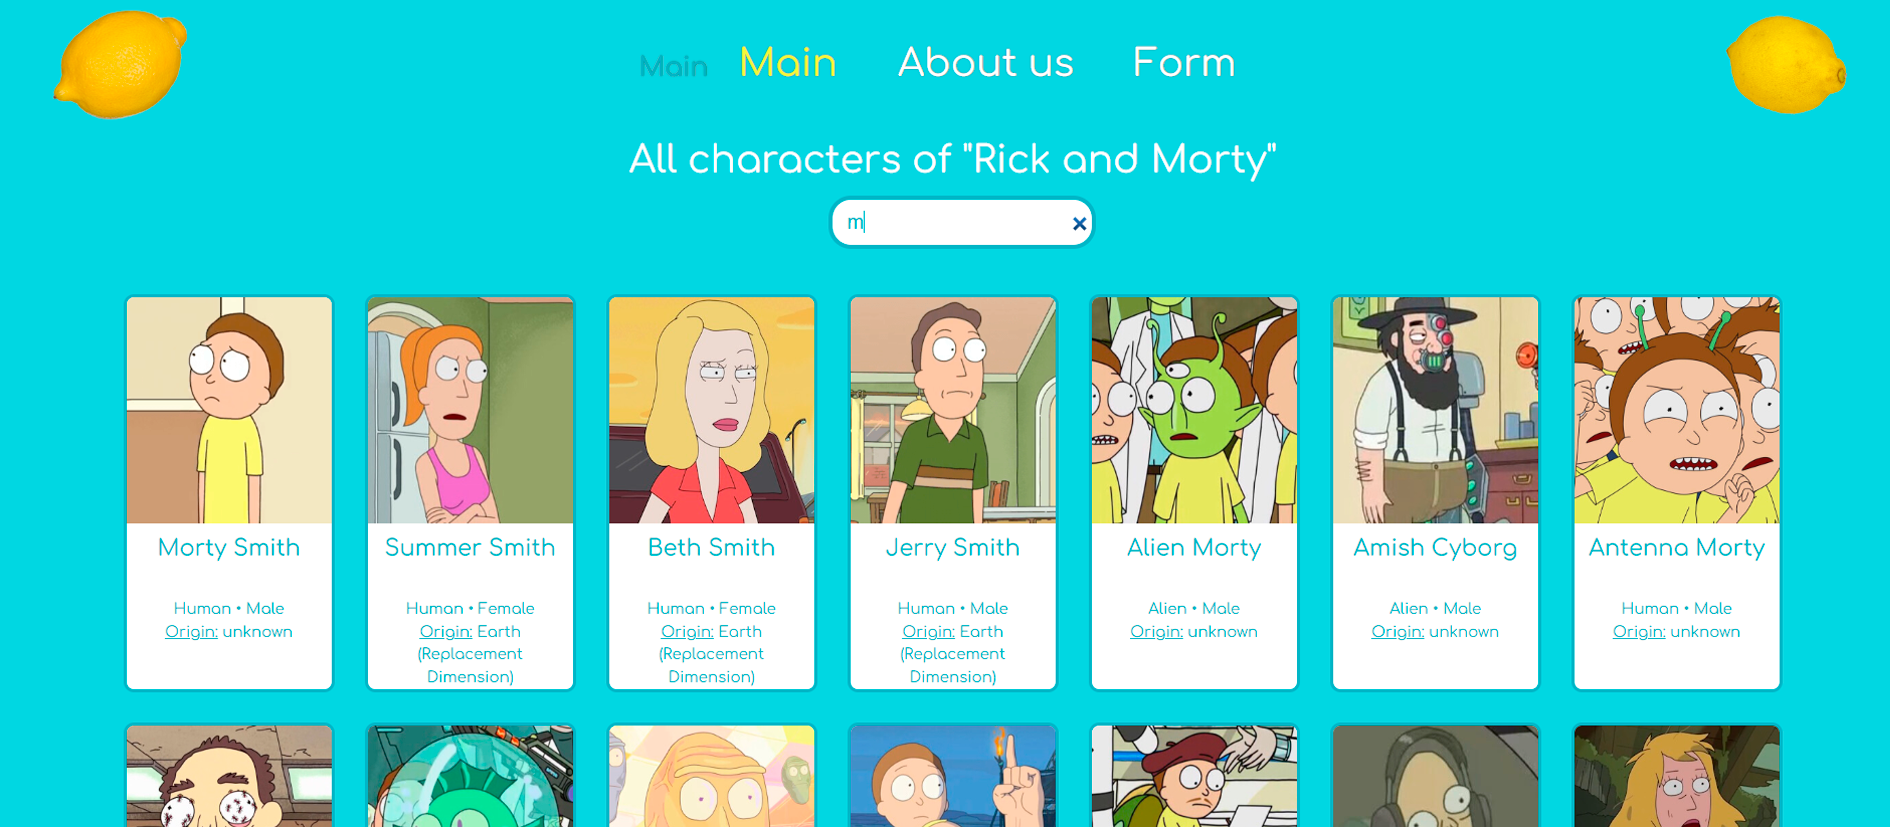 Main Main About us Form
All characters of "Rick and Morty"
m
Morty Smith
Human • Male
Origin: unknown
Summer Smith
Human • Female
Origin: Earth
(Replacement
Dimension)
Beth Smith
Human • Female
Origin: Earth
(Replacement
Dimension)
Jerry Smith
Human • Male
Origin: Earth
(Replacement
Dimension)
Alien Morty
Alien • Male
Origin: unknown
Amish Cyborg
Alien • Male
Origin: unknown
Antenna Morty
Human • Male
Origin: unknown